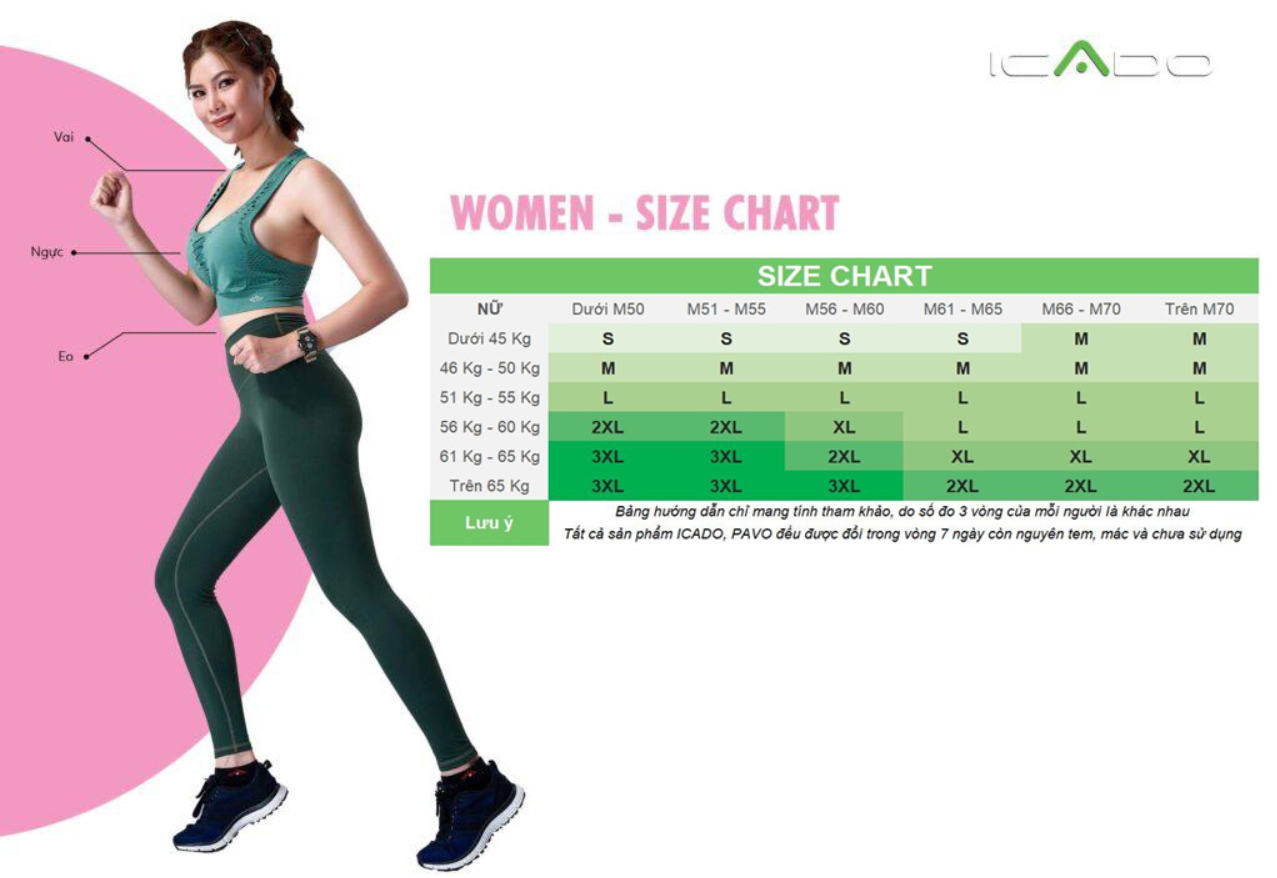 ICADO
Vai
Ngực
Eo
WOMEN - SIZE CHART
SIZE CHART
NỮ Dưới M50 M51 - M55 M56 - M60 M61 - M65 M66 - M70 Trên M70
Dưới 45 Kg S S S S M M
46 Kg - 50 Kg M M M M M M
51 Kg - 55 Kg L L L L L L
56 Kg - 60 Kg 2XL 2XL XL L L L
61 Kg - 65 Kg 3XL 3XL 2XL XL XL XL
Trên 65 Kg 3XL 3XL 3XL 2XL 2XL 2XL
Lưu ý
Bảng hướng dẫn chỉ mang tính tham khảo, do số đo 3 vòng của mỗi người là khác nhau
Tất cả sản phẩm ICADO, PAVO đều được đổi trong vòng 7 ngày còn nguyên tem, mác và chưa sử dụng